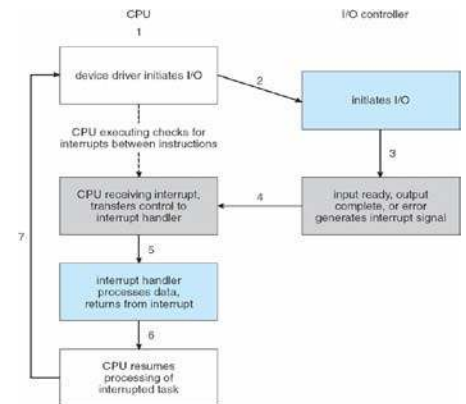 CPU
I/O controller
1
device driver initiates I/O
2
initiates I/O
CPU executing checks for
interrupts between instructions
3
CPU receiving interrupt,
transfers control to
interrupt handler
4
input ready, output
complete, or error
generates interrupt signal
7
5
interrupt handler
processes data,
returns from interrupt
6
CPU resumes
processing of
interrupted task